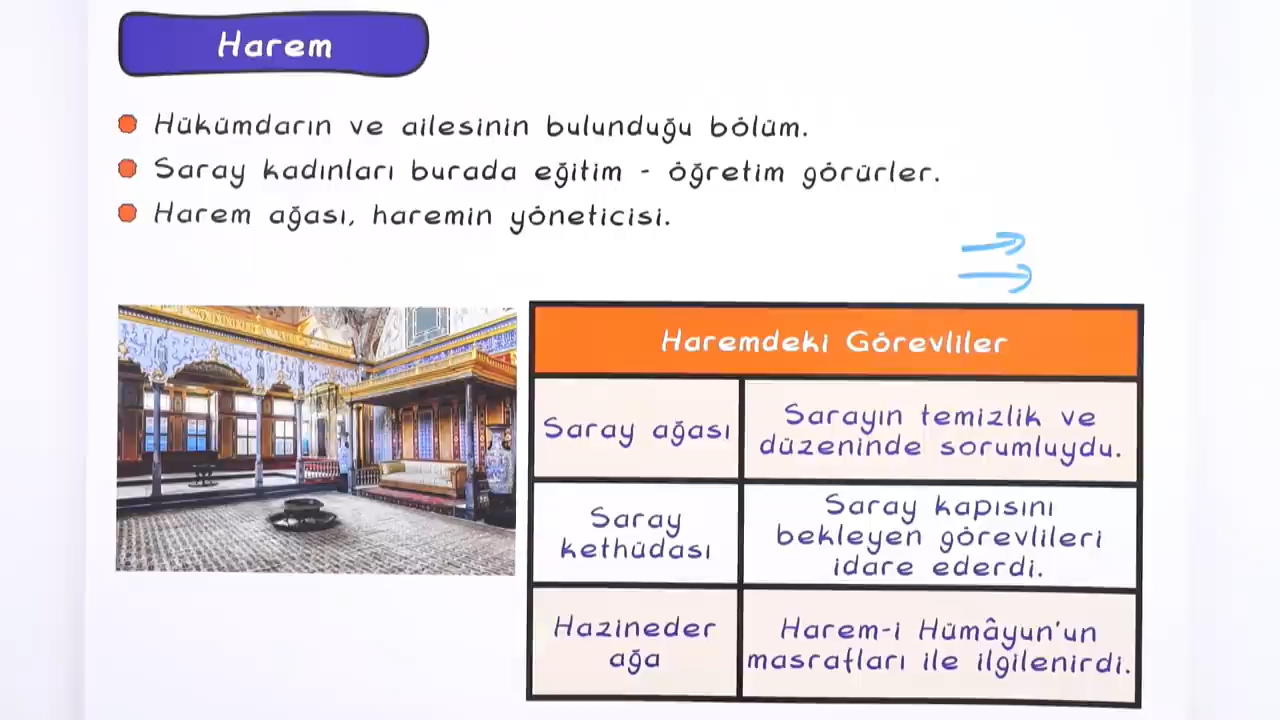 Harem
Hükümdarın ve ailesinin bulunduğu bölüm.
Saray kadınları burada eğitim - öğretim görürler.
Harem ağası, haremin yöneticisi.
Haremdeki Görevliler
Saray ağası
Sarayın temizlik ve
düzeninde sorumluydu.
Saray
kethüdası
Saray kapısını
bekleyen görevlileri
idare ederdi.
Hazineder
ağa
Harem-i Hümâyun'un
masrafları ile ilgilenirdi.